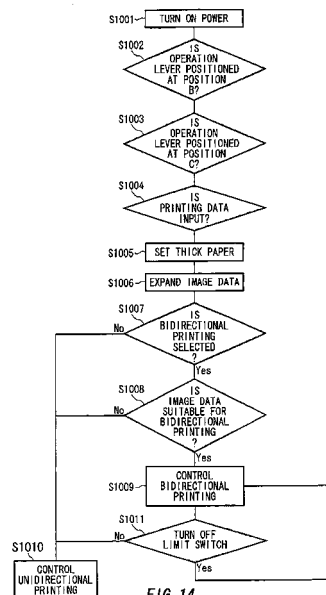 S1001
TURN ON POWER
S1002
IS
OPERATION
LEVER POSITIONED
AT POSITION
B?
S1003
IS
OPERATION
LEVER POSITIONED
AT POSITION
C?
S1004
IS
PRINTING DATA
INPUT?
S1005
SET THICK PAPER
S1006
EXPAND IMAGE DATA
S1007
IS
BIDIRECTIONAL
PRINTING
SELECTED
?
No
Yes
S1008
IS
IMAGE DATA
SUITABLE FOR
BIDIRECTIONAL
PRINTING
?
No
Yes
S1009
CONTROL
BIDIRECTIONAL
PRINTING
S1011
TURN OFF
LIMIT SWITCH
No
Yes
S1010
CONTROL
UNIDIRECTIONAL
PRINTING
FIG.14